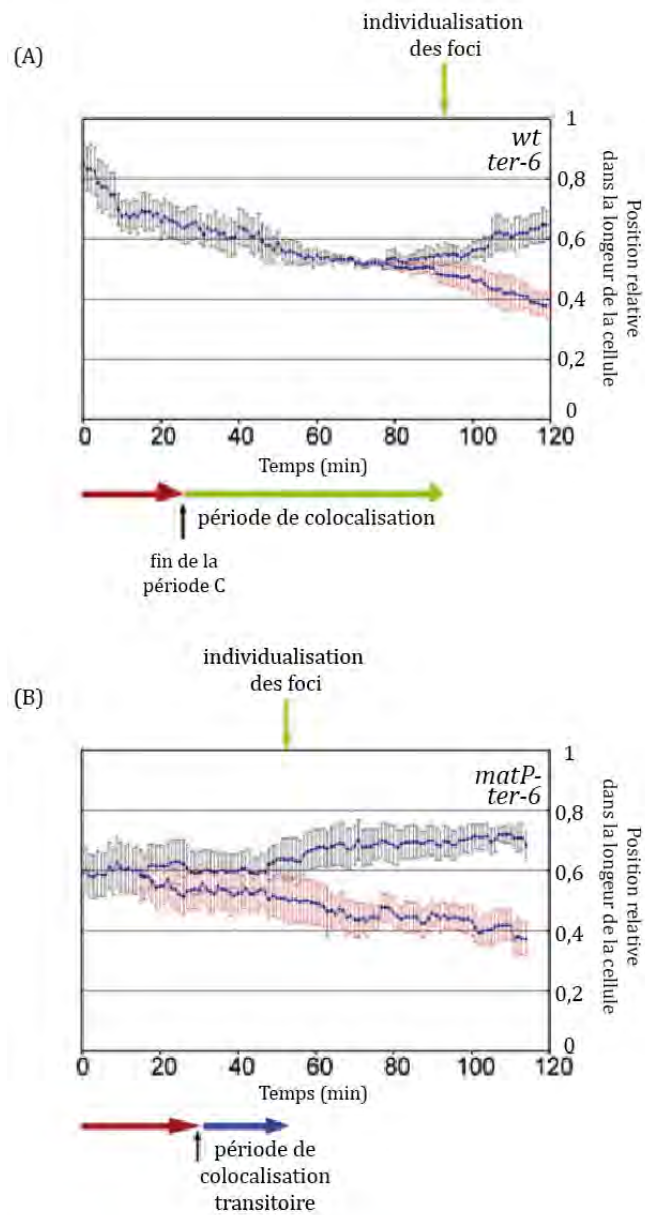 individualisation
des foci
(A)
1
wt
ter-6
0,8
0,6
0,4
0,2
0
Position relative
dans la longeur de la cellule
0 20 40 60 80 100 120
Temps (min)
période de colocalisation
fin de la
période C
individualisation
des foci
(B)
1
matP-
ter-6
0,8
0,6
0,4
0,2
0
Position relative
dans la longeur de la cellule
0 20 40 60 80 100 120
Temps (min)
période de
colocalisation
transitoire